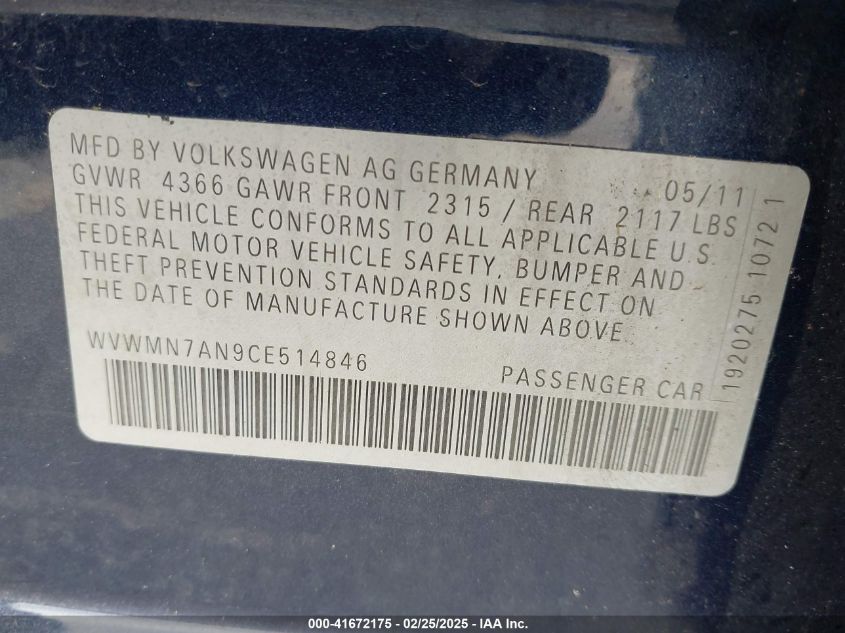 MFD BY VOLKSWAGEN AG GERMANY 05/11
GVWR 4366 GAWR FRONT 2315 / REAR 2117 LBS
THIS VEHICLE CONFORMS TO ALL APPLICABLE U.S.
FEDERAL MOTOR VEHICLE SAFETY, BUMPER AND
THEFT PREVENTION STANDARDS IN EFFECT ON
THE DATE OF MANUFACTURE SHOWN ABOVE.
WVWMN7AN9CE514846
PASSENGER CAR
1920275 1072 1
000-41672175 - 02/25/2025 - IAA Inc.